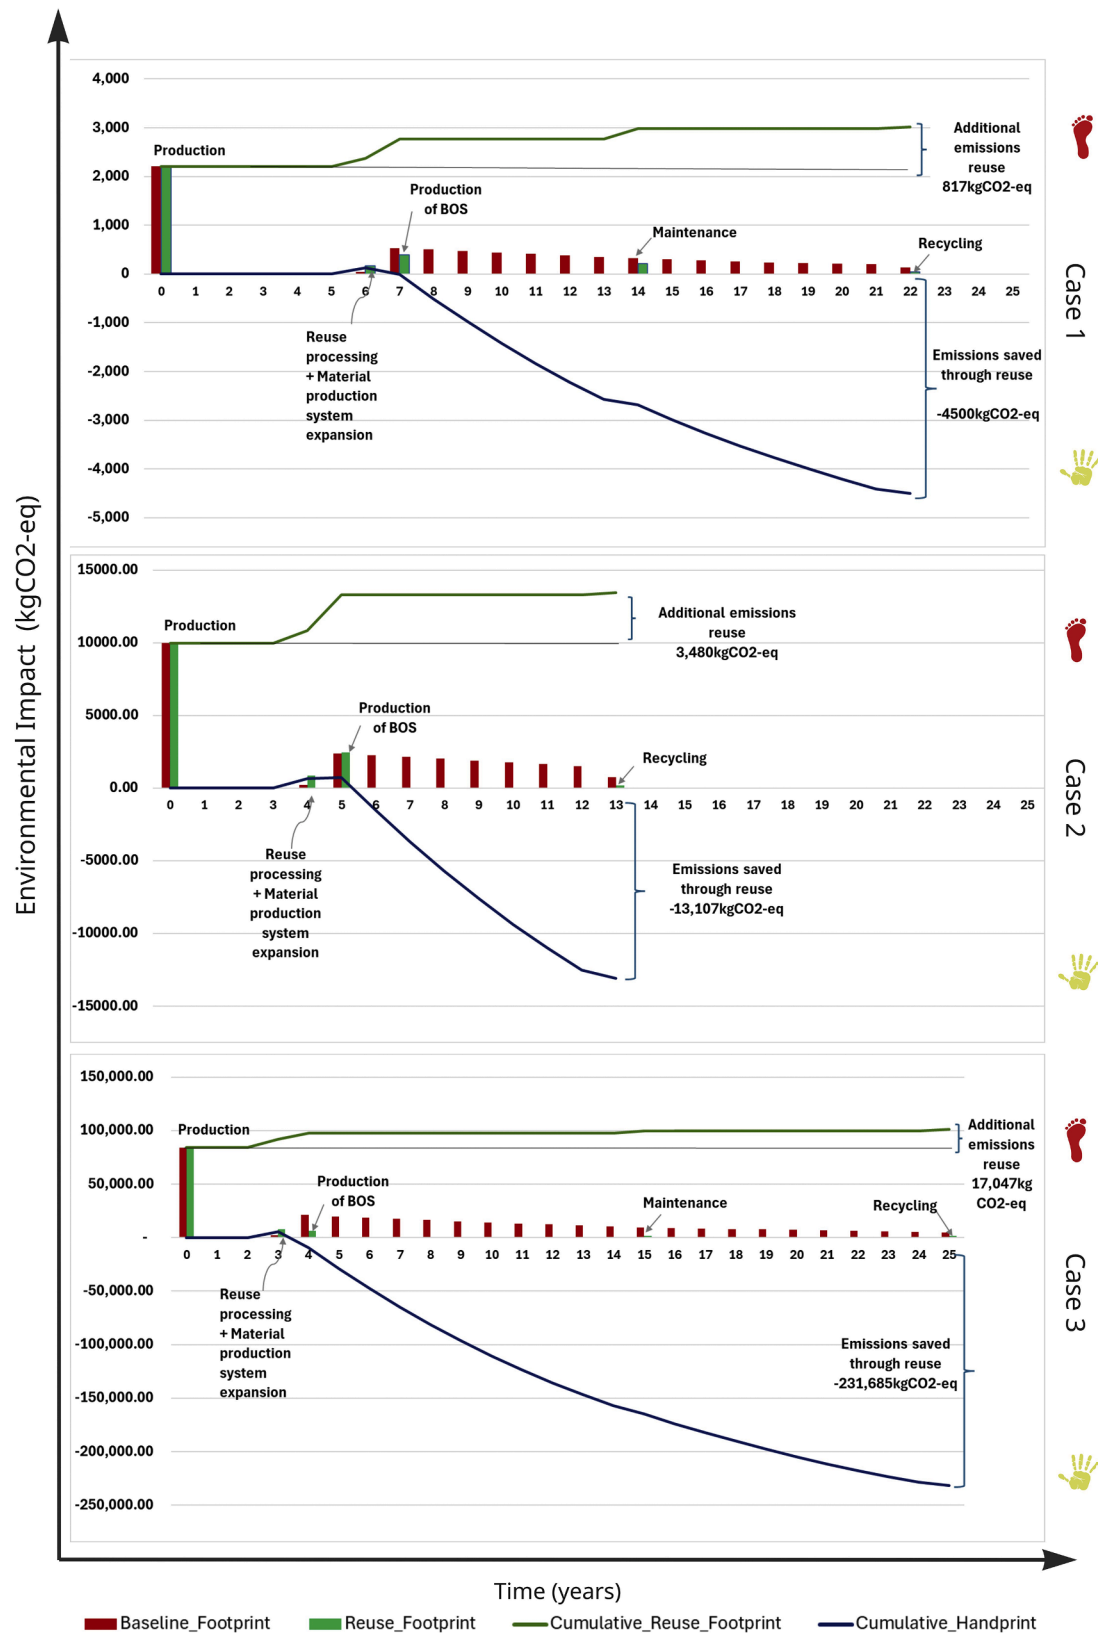 Environmental Impact (kgCO2-eq)
4,000
3,000
2,000
1,000
0
-1,000
-2,000
-3,000
-4,000
-5,000
0 1 2 3 4 5 6 7 8 9 10 11 12 13 14 15 16 17 18 19 20 21 22 23 24 25
Production
Production
of BOS
Maintenance
Recycling
Reuse
processing
+ Material
production
system
expansion
Additional
emissions
reuse
817kgCO2-eq
Emissions saved
through reuse
-4500kgCO2-eq
Case 1
15000.00
10000.00
5000.00
0.00
-5000.00
-10000.00
-15000.00
0 1 2 3 4 5 6 7 8 9 10 11 12 13 14 15 16 17 18 19 20 21 22 23 24 25
Production
Production
of BOS
Recycling
Reuse
processing
+ Material
production
system
expansion
Additional emissions
reuse
3,480kgCO2-eq
Emissions saved
through reuse
-13,107kgCO2-eq
Case 2
150,000.00
100,000.00
50,000.00
-
-50,000.00
-100,000.00
-150,000.00
-200,000.00
-250,000.00
0 1 2 3 4 5 6 7 8 9 10 11 12 13 14 15 16 17 18 19 20 21 22 23 24 25
Production
Production
of BOS
Maintenance
Recycling
Reuse
processing
+ Material
production
system
expansion
Additional
emissions
reuse
17,047kg
CO2-eq
Emissions saved
through reuse
-231,685kgCO2-eq
Case 3
Time (years)
Baseline_Footprint Reuse_Footprint Cumulative_Reuse_Footprint Cumulative_Handprint